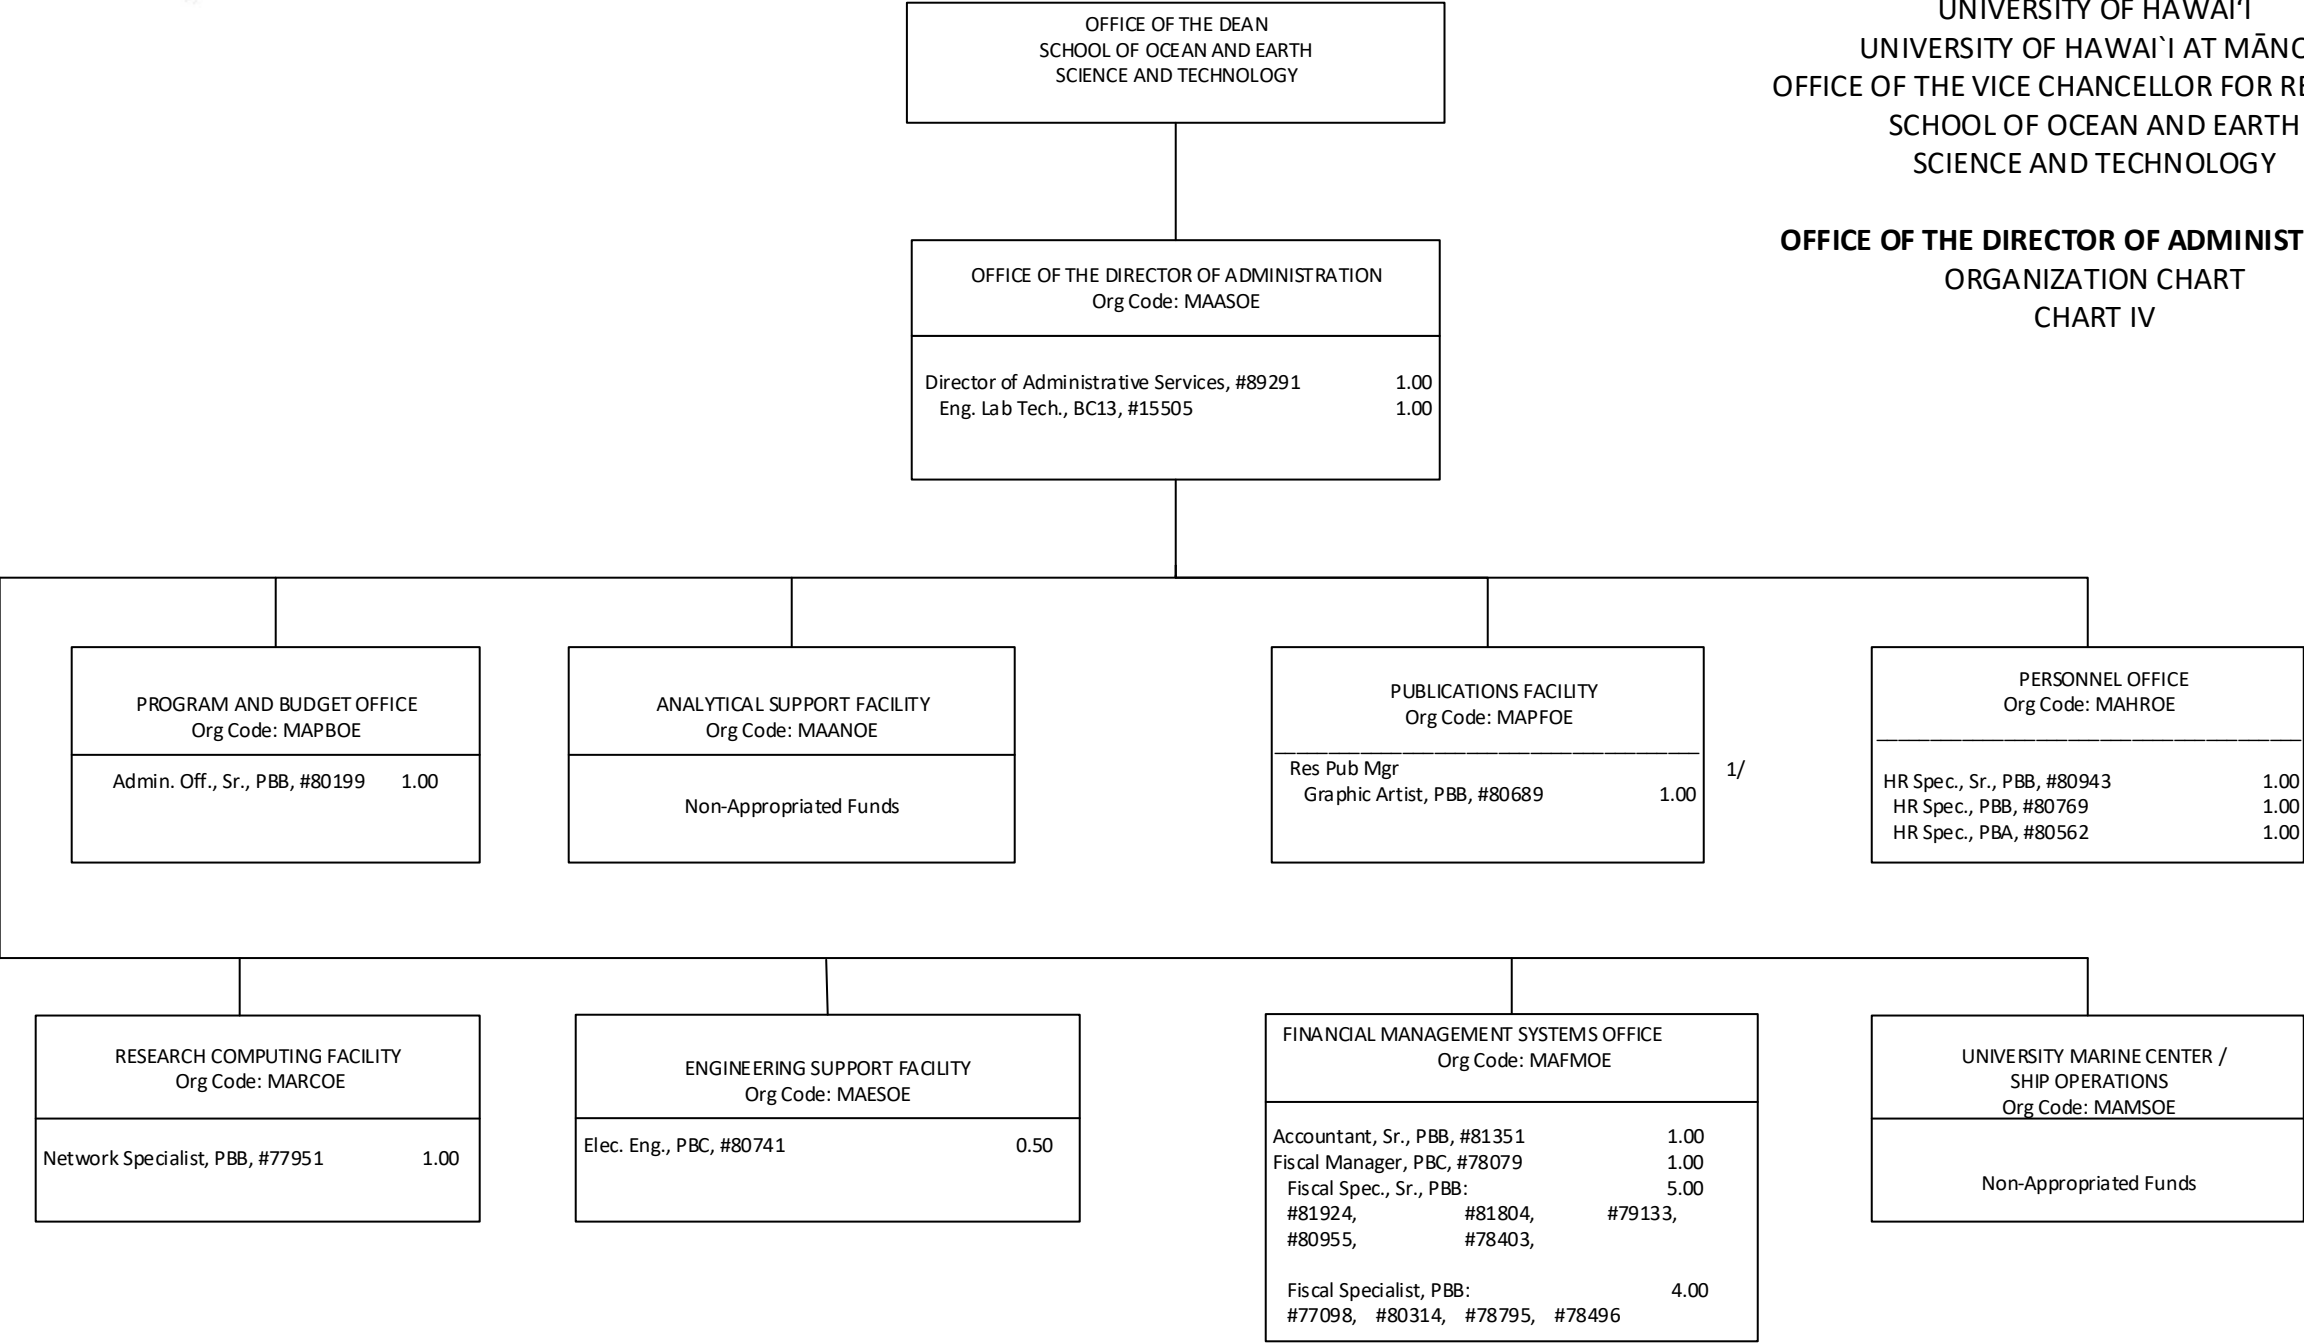 OFFICE OF THE DEAN
SCHOOL OF OCEAN AND EARTH
SCIENCE AND TECHNOLOGY
UNIVERSITY OF HAWAI‘I
UNIVERSITY OF HAWAI`I AT
OFFICE OF THE VICE CHANCELLOR FOR
SCHOOL OF OCEAN AND EARTH
SCIENCE AND TECHNOLOGY
OFFICE OF THE DIRECTOR OF
ORGANIZATION CHART
CHART IV
OFFICE OF THE DIRECTOR OF ADMINISTRATION
Org Code: MAASOE
Director of Administrative Services, #89291 1.00
Eng. Lab Tech., BC13, #15505 1.00
PROGRAM AND BUDGET OFFICE
Org Code: MAPBOE
Admin. Off., Sr., PBB, #80199 1.00
ANALYTICAL SUPPORT FACILITY
Org Code: MAANOE
Non-Appropriated Funds
PUBLICATIONS FACILITY
Org Code: MAPFOE
Res Pub Mgr 1/
Graphic Artist, PBB, #80689 1.00
PERSONNEL OFFICE
Org Code: MAHROE
HR Spec., Sr., PBB, #80943 1.00
HR Spec., PBB, #80769 1.00
HR Spec., PBA, #80562 1.00
RESEARCH COMPUTING FACILITY
Org Code: MARCOE
Network Specialist, PBB, #77951 1.00
ENGINEERING SUPPORT FACILITY
Org Code: MAESOE
Elec. Eng., PBC, #80741 0.50
FINANCIAL MANAGEMENT SYSTEMS OFFICE
Org Code: MAFMOE
Accountant, Sr., PBB, #81351 1.00
Fiscal Manager, PBC, #78079 1.00
Fiscal Spec., Sr., PBB: 5.00
#81924, #81804, #79133,
#80955, #78403,
Fiscal Specialist, PBB: 4.00
#77098, #80314, #78795, #78496
UNIVERSITY MARINE CENTER /
SHIP OPERATIONS
Org Code: MAMSOE
Non-Appropriated Funds